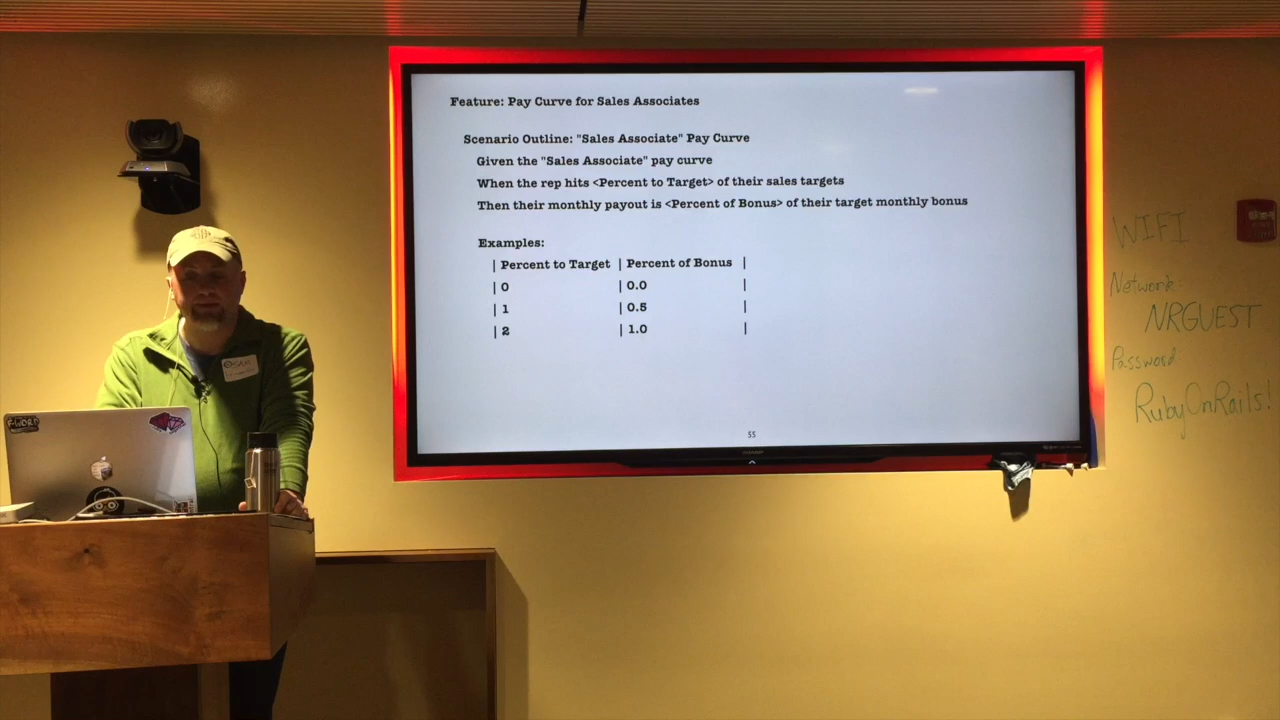 Feature: Pay Curve for Sales Associates
Scenario Outline: "Sales Associate" Pay Curve
Given the "Sales Associate" pay curve
When the rep hits <Percent to Target> of their sales targets
Then their monthly payout is <Percent of Bonus> of their target monthly bonus
Examples:
| Percent to Target | Percent of Bonus |
| 0 | 0.0 |
| 1 | 0.5 |
| 2 | 1.0 |
55
WIFI
Network:
NRGUEST
Password:
RubyOnRails!
SAM